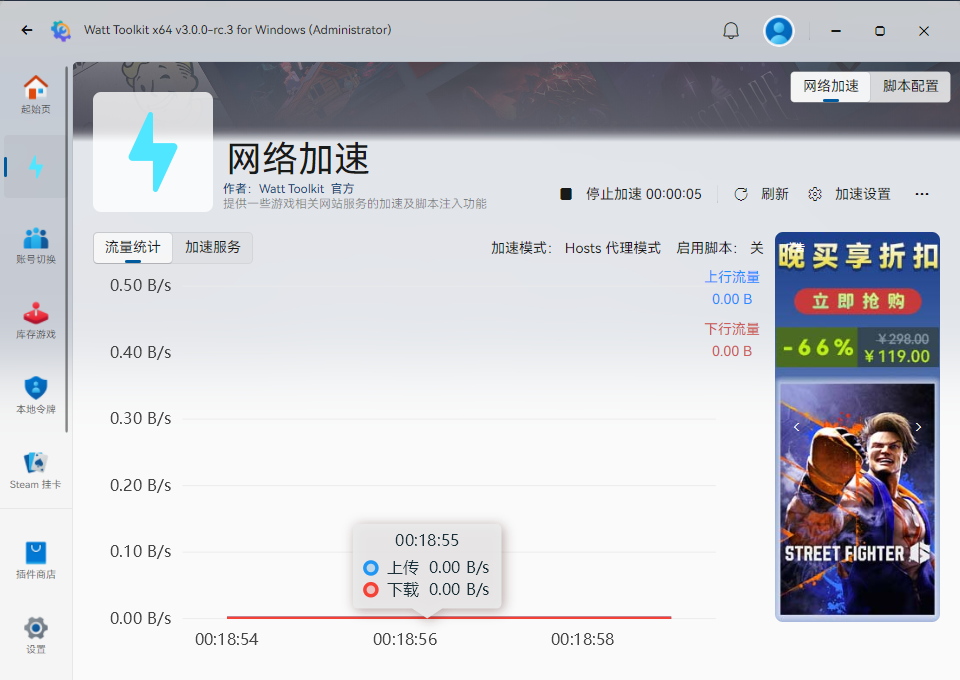 Watt Toolkit x64 v3.0.0-rc.3 for Windows (Administrator)
起始页
账号切换
库存游戏
本地令牌
Steam 挂卡
插件商店
设置
网络加速 脚本配置
网络加速
作者： Watt Toolkit 官方
提供一些游戏相关网站服务的加速及脚本注入功能
停止加速 00:00:05 刷新 加速设置 ...
流量统计 加速服务
加速模式： Hosts 代理模式 启用脚本： 关
上行流量
0.00 B
下行流量
0.00 B
0.50 B/s
0.40 B/s
0.30 B/s
0.20 B/s
0.10 B/s
0.00 B/s
00:18:55
上传 0.00 B/s
下载 0.00 B/s
00:18:54 00:18:56 00:18:58
晚买享折扣
立即抢购
-66%
¥298.00
¥119.00
STREET FIGHTER 6